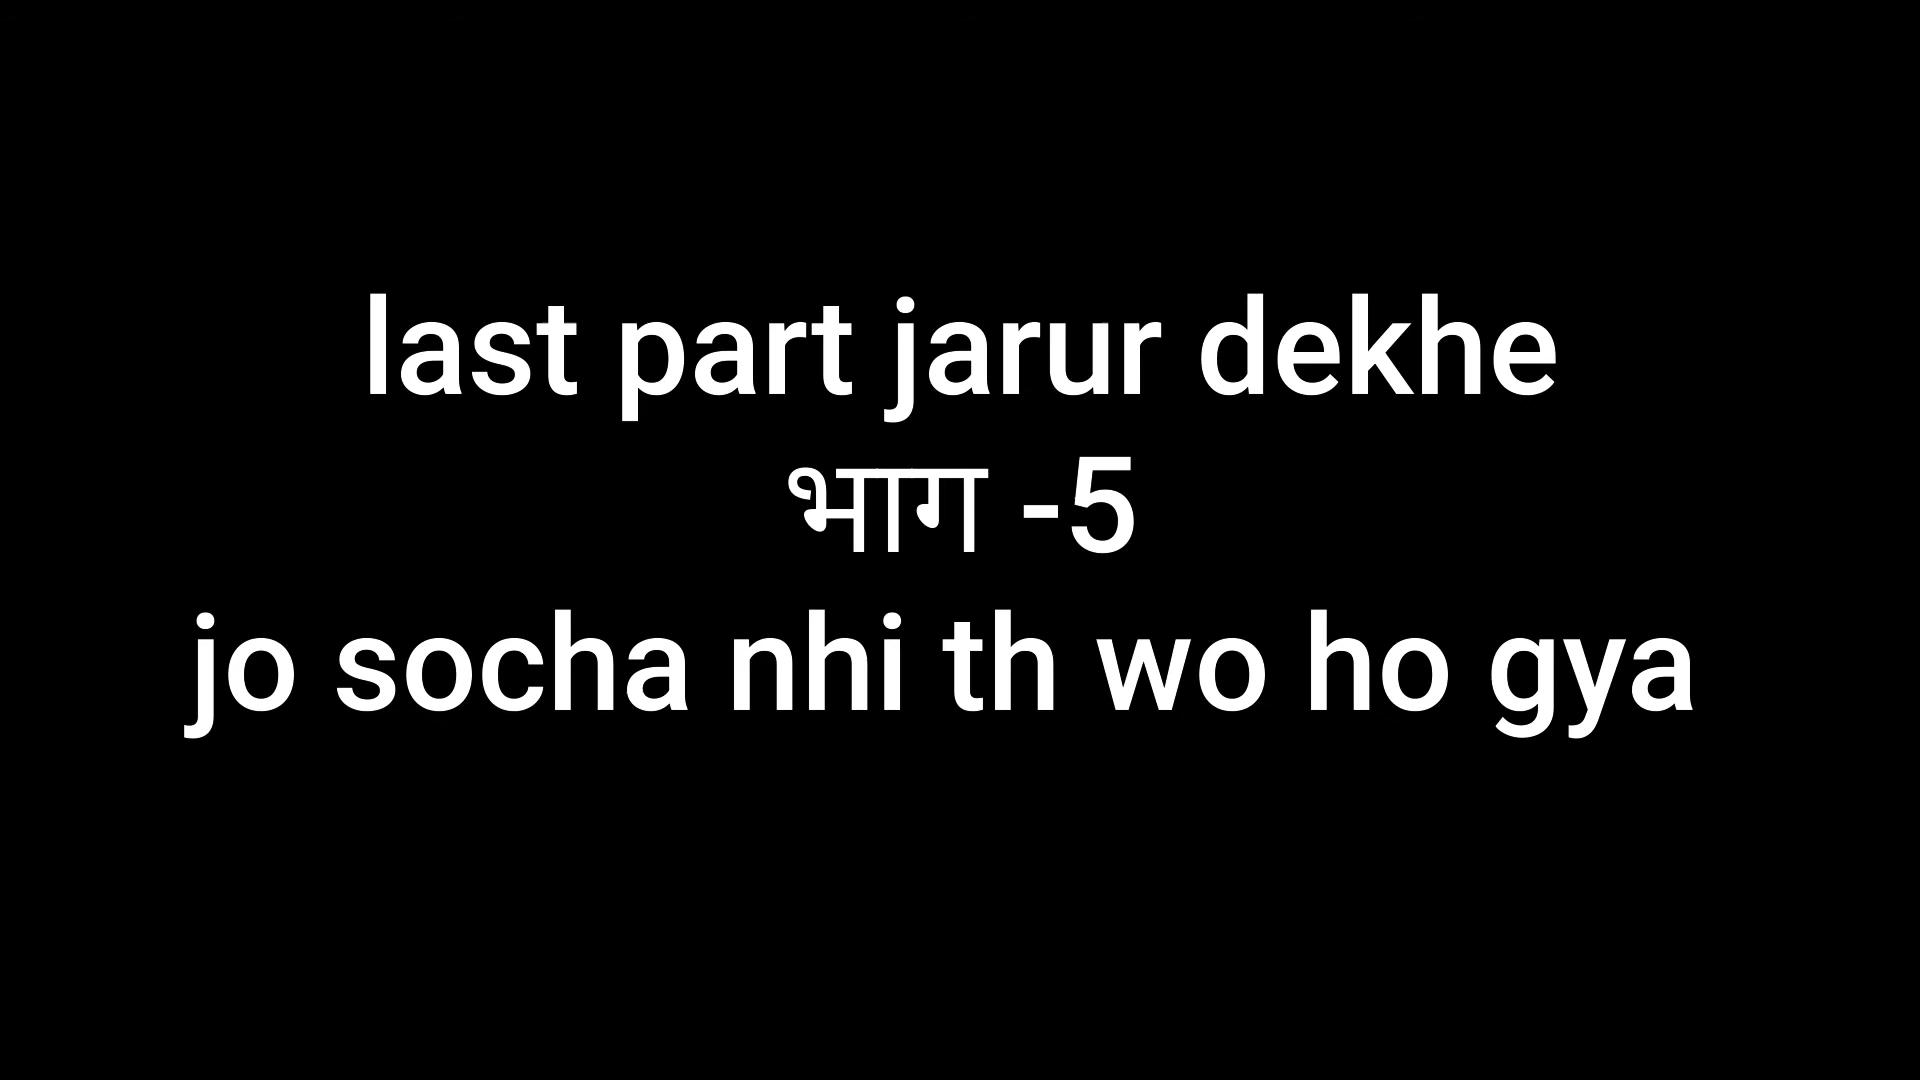 last part jarur dekhe
भाग -5
jo socha nhi th wo ho gya